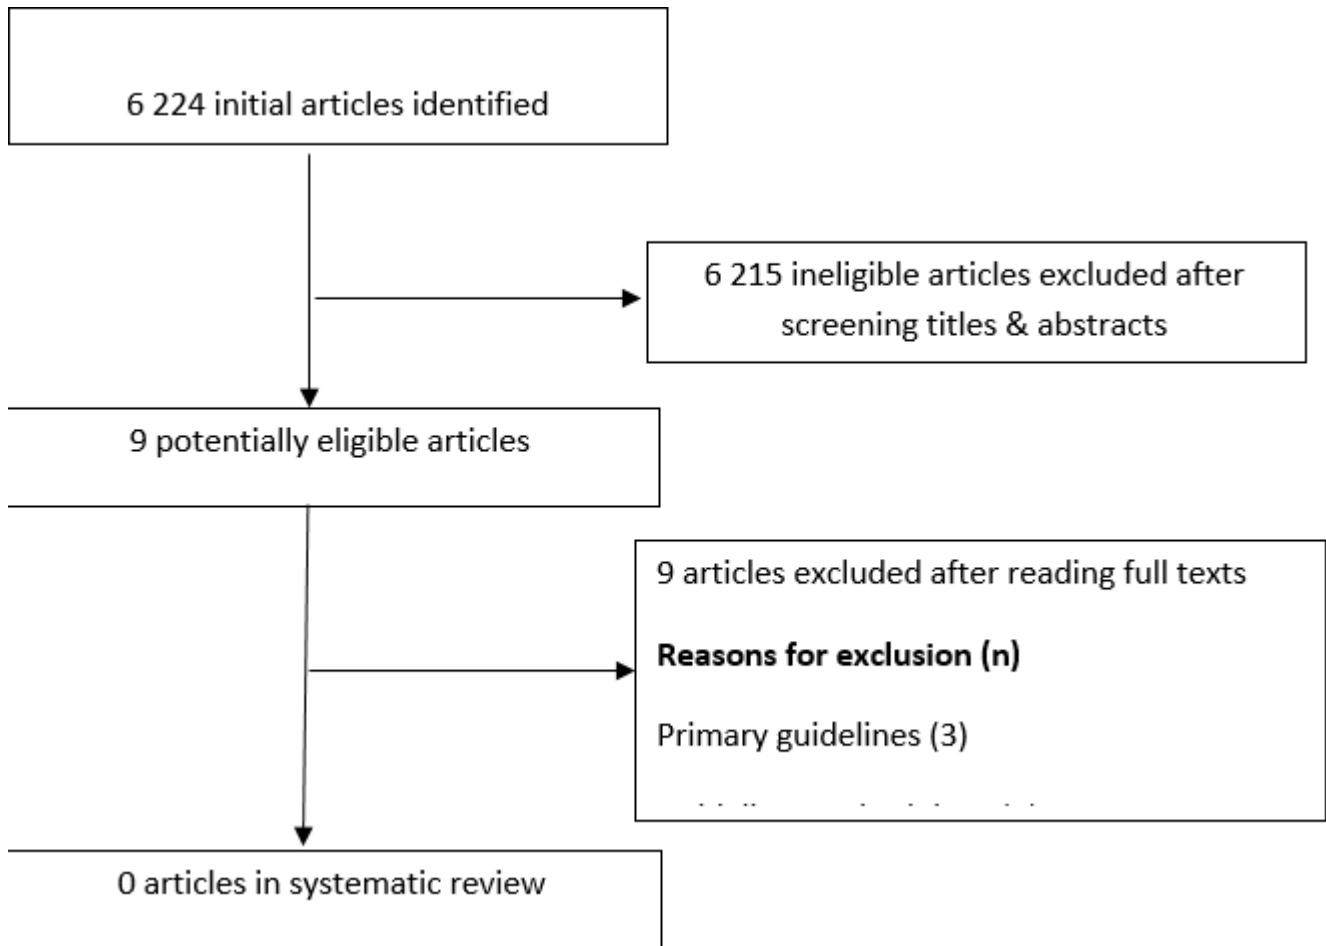 6 224 initial articles identified
6 215 ineligible articles excluded after
screening titles & abstracts
9 potentially eligible articles
9 articles excluded after reading full texts
Reasons for exclusion (n)
Primary guidelines (3)
0 articles in systematic review